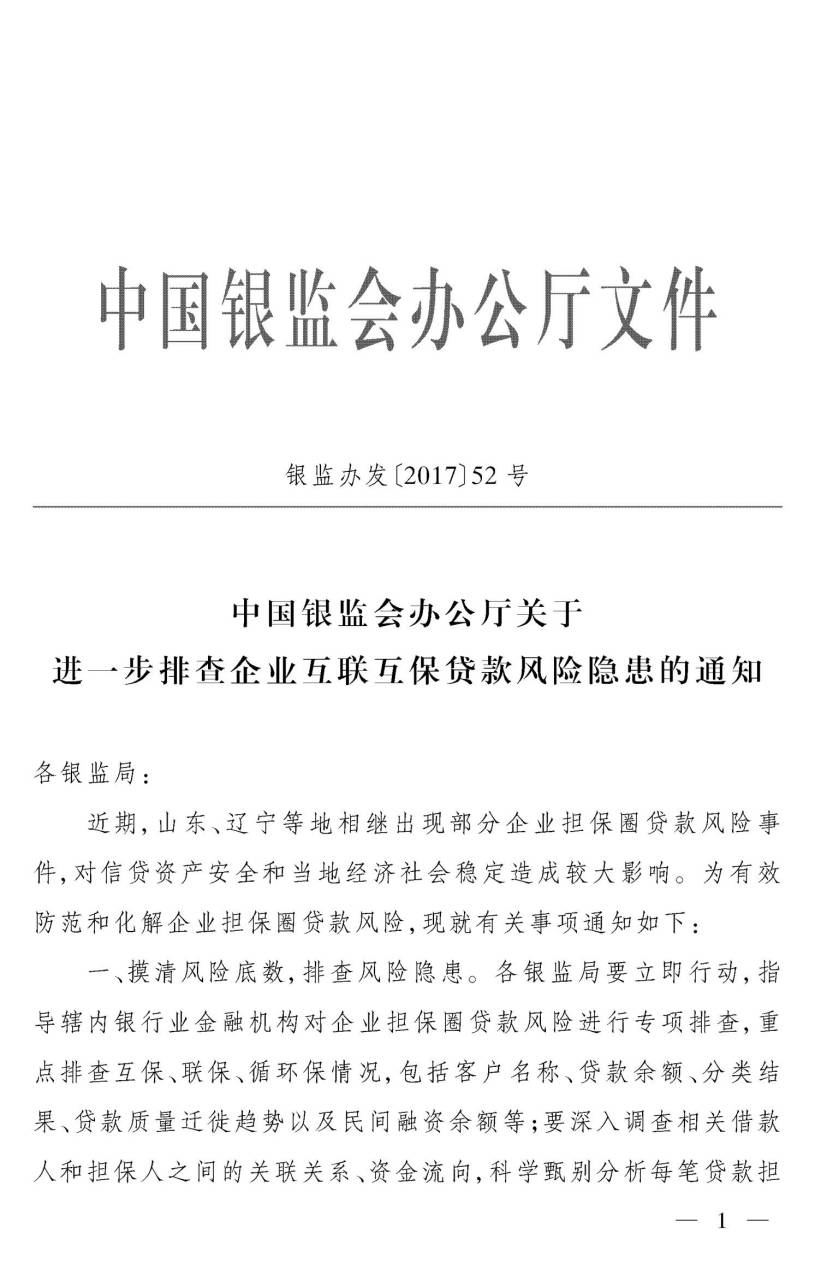 中国银监会办公厅文件
银监办发〔2017〕52 号
中国银监会办公厅关于
进一步排查企业互联互保贷款风险隐患的通知
各银监局：
近期,山东、辽宁等地相继出现部分企业担保圈贷款风险事
件,对信贷资产安全和当地经济社会稳定造成较大影响。为有效
防范和化解企业担保圈贷款风险,现就有关事项通知如下：
一、摸清风险底数,排查风险隐患。各银监局要立即行动,指
导辖内银行业金融机构对企业担保圈贷款风险进行专项排查,重
点排查互保、联保、循环保情况,包括客户名称、贷款余额、分类结
果、贷款质量迁徙趋势以及民间融资余额等;要深入调查相关借款
人和担保人之间的关联关系、资金流向,科学甄别分析每笔贷款担
— 1 —